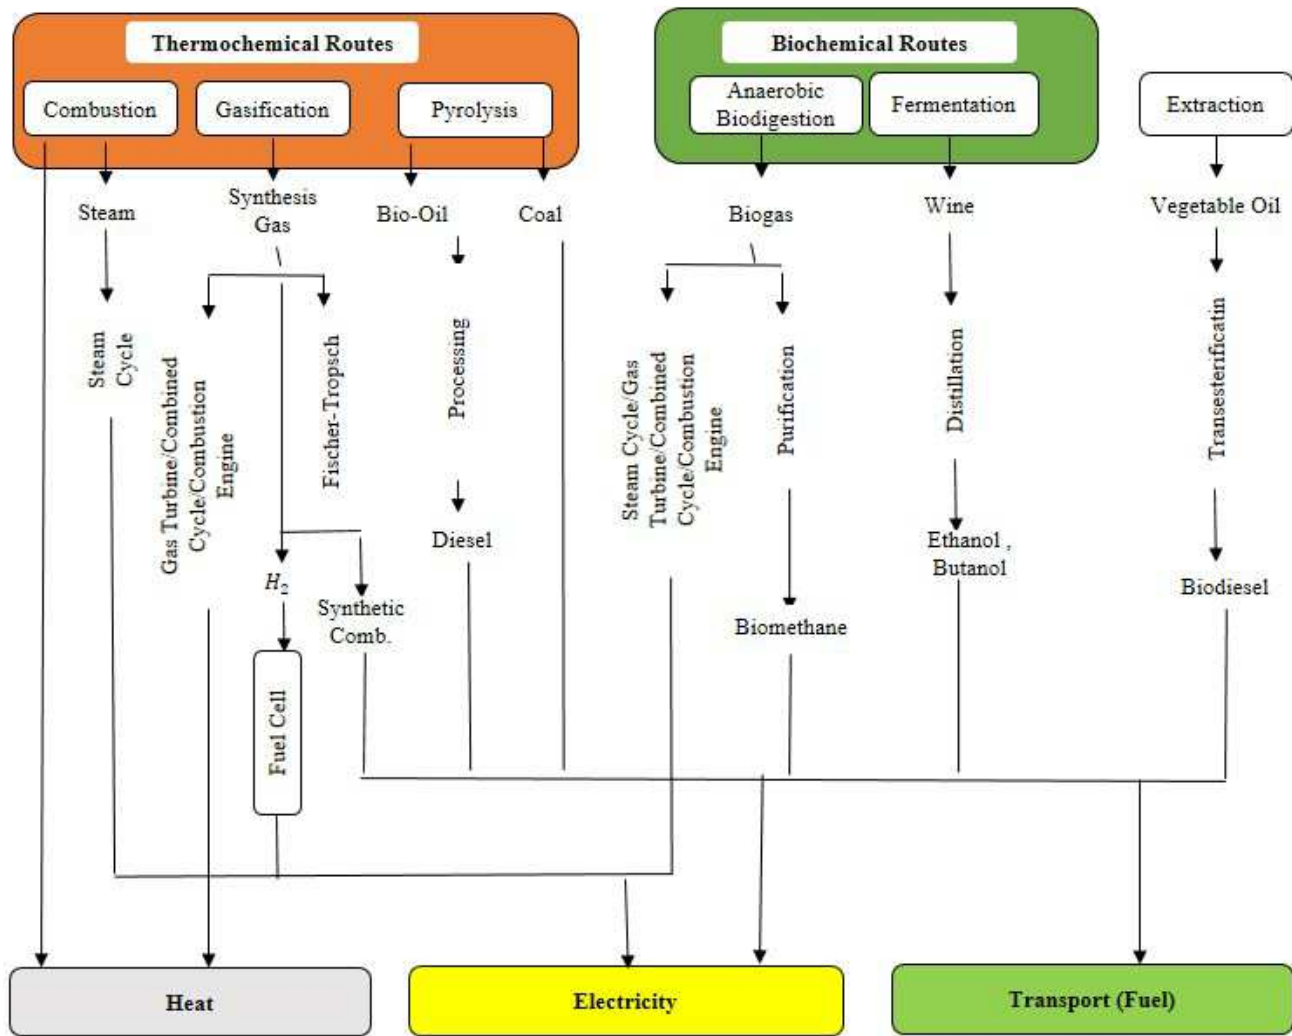 Thermochemical Routes
Biochemical Routes
Combustion
Gasification
Pyrolysis
Anaerobic
Biodigestion
Fermentation
Extraction
Steam
Synthesis
Gas
Bio-Oil
Coal
Biogas
Wine
Vegetable Oil
Steam
Cycle
Gas Turbine/Combined
Cycle/Combustion
Engine
Fischer-Tropsch
Processing
Steam Cycle/Gas
Turbine/Combined
Cycle/Combustion
Engine
Purification
Distillation
Transesterificatin
H₂
Synthetic
Comb.
Diesel
Biomethane
Ethanol ,
Butanol
Biodiesel
Fuel Cell
Heat
Electricity
Transport (Fuel)